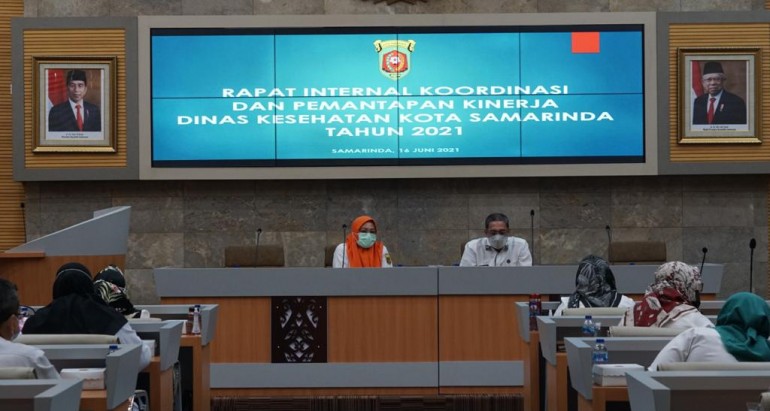 RAPAT INTERNAL KOORDINASI
DAN PEMANTAPAN KINERJA
DINAS KESEHATAN KOTA SAMARINDA
TAHUN 2021
SAMARINDA, 16 JUNI 2021